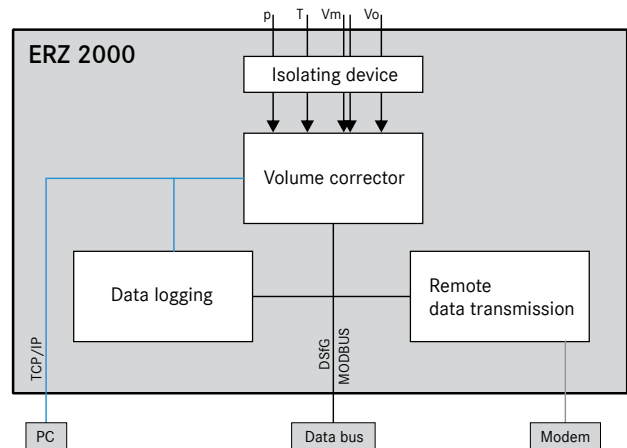 p T Vm Vo
ERZ 2000
Isolating device
Volume corrector
Data logging
Remote
data transmission
TCP/IP
DSfG
MODBUS
PC
Data bus
Modem